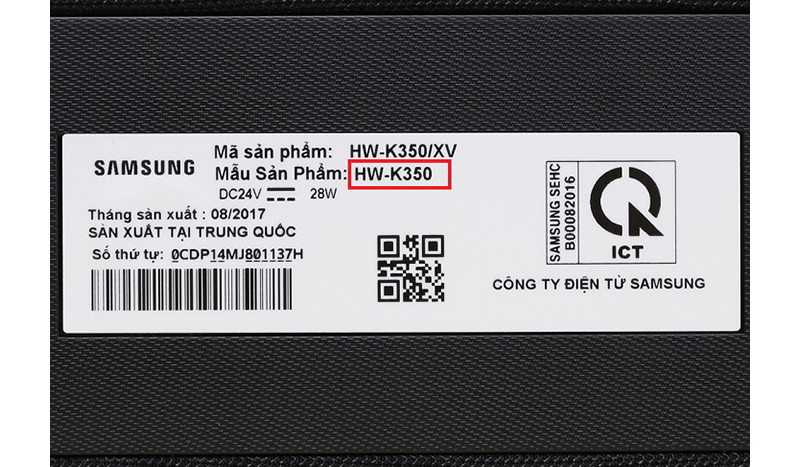 SAMSUNG
Mã sản phẩm: HW-K350/XV
Mẫu Sản Phẩm: HW-K350
DC24V 28W
Tháng sản xuất : 08/2017
SẢN XUẤT TẠI TRUNG QUỐC
Số thứ tự: 0CDP14MJ801137H
SAMSUNG SEHC
B00082016
ICT
CÔNG TY ĐIỆN TỬ SAMSUNG